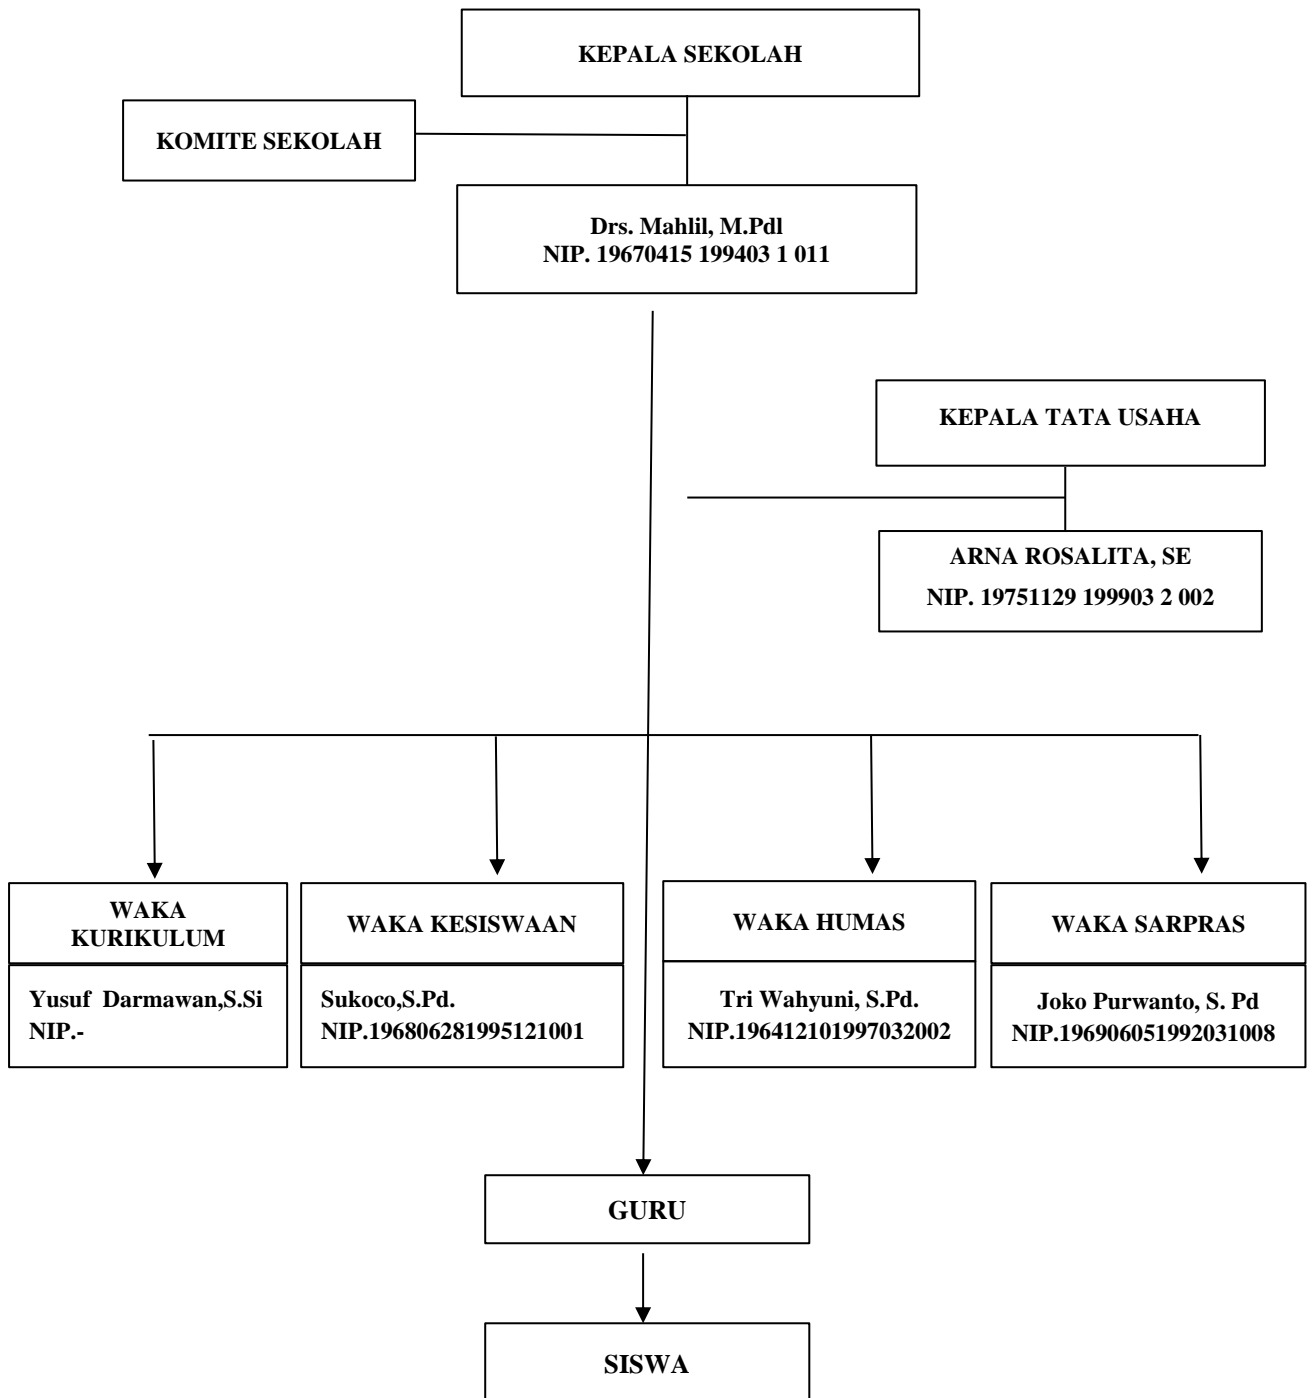 KEPALA SEKOLAH
KOMITE SEKOLAH
Drs. Mahlil, M.Pdl
NIP. 19670415 199403 1 011
KEPALA TATA USAHA
ARNA ROSALITA, SE
NIP. 19751129 199903 2 002
WAKA
KURIKULUM
Yusuf Darmawan,S.Si
NIP.-
WAKA KESISWAAN
Sukoco,S.Pd.
NIP.196806281995121001
WAKA HUMAS
Tri Wahyuni, S.Pd.
NIP.196412101997032002
WAKA SARPRAS
Joko Purwanto, S. Pd
NIP.196906051992031008
GURU
SISWA